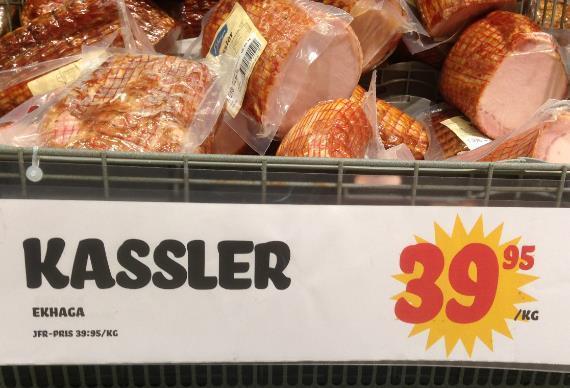 KASSLER
EKHAGA
JFR-PRIS 39:95/KG
39 95
/KG